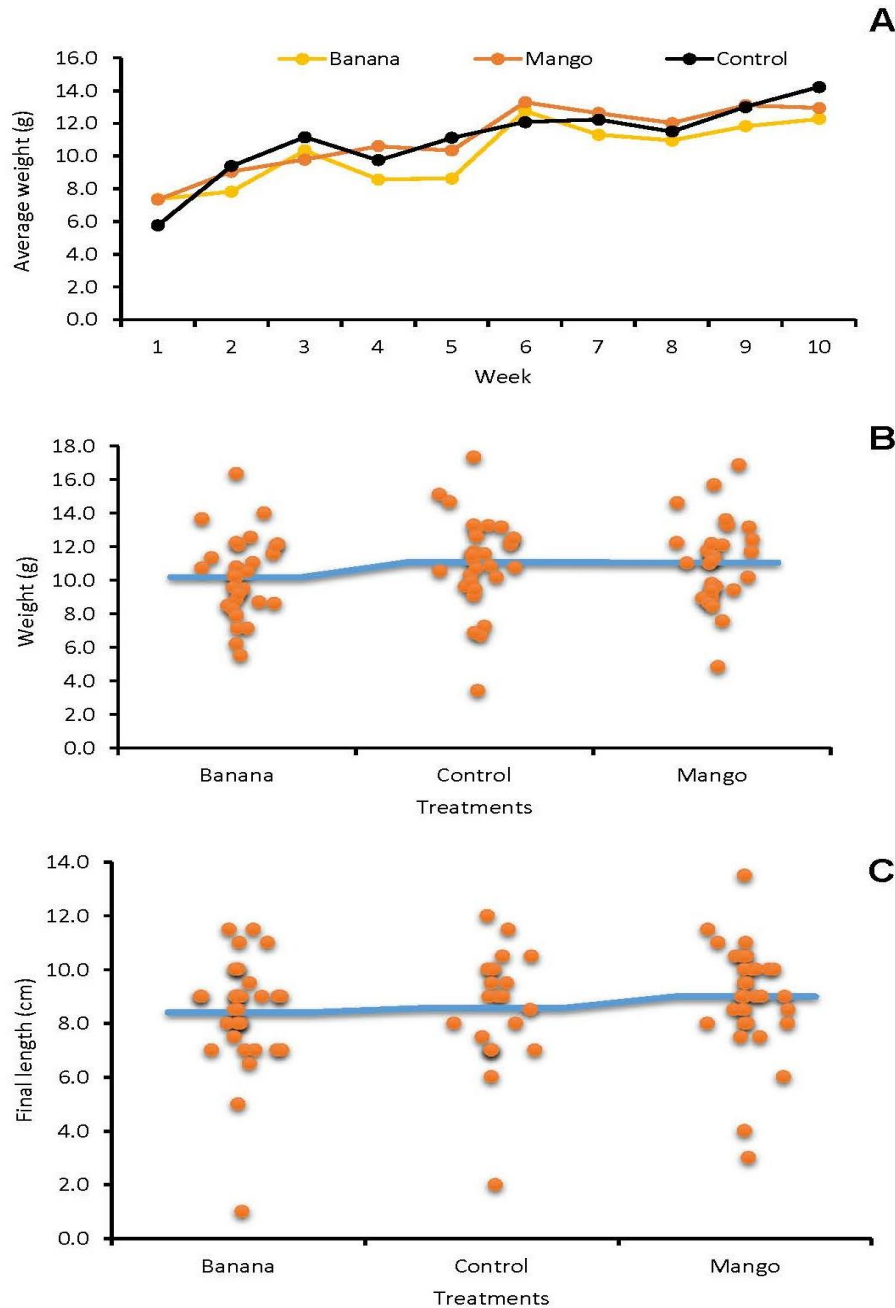 A
16.0
Banana Mango Control
14.0
12.0
10.0
8.0
6.0
4.0
2.0
0.0
Average weight (g)
1 2 3 4 5 6 7 8 9 10
Week
B
18.0
16.0
14.0
12.0
10.0
8.0
6.0
4.0
2.0
0.0
Weight (g)
Banana Control Mango
Treatments
C
14.0
12.0
10.0
8.0
6.0
4.0
2.0
0.0
Final length (cm)
Banana Control Mango
Treatments